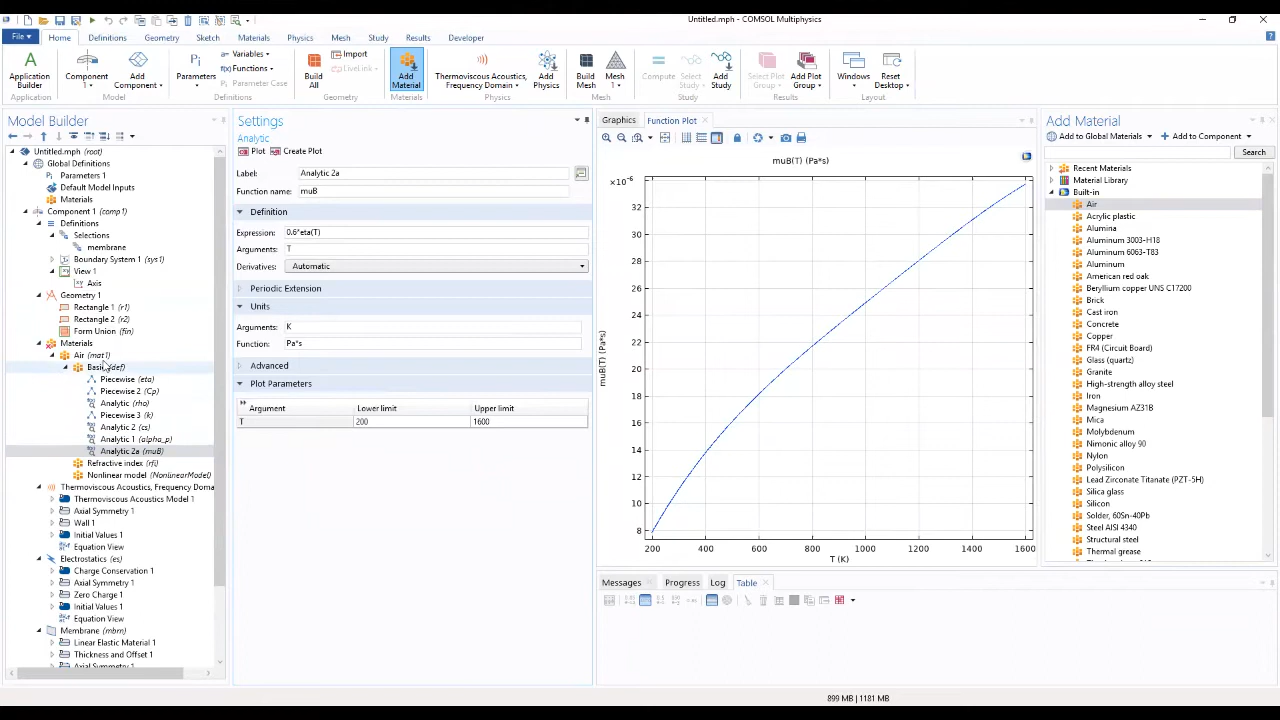 Untitled.mph - COMSOL Multiphysics
File
Home
Definitions
Geometry
Sketch
Materials
Physics
Mesh
Study
Results
Developer
Application Builder
Component 1
Add Component
Parameters
Variables
Functions
Parameter Case
Build All
Import
LiveLink
Add Material
Thermoviscous Acoustics, Frequency Domain
Add Physics
Build Mesh
Mesh 1
Compute
Select Study
Add Study
Select Plot Group
Add Plot Group
Windows
Reset Desktop
Application
Model
Definitions
Geometry
Materials
Physics
Mesh
Study
Results
Layout
Model Builder
Untitled.mph (root)
Global Definitions
Parameters 1
Default Model Inputs
Materials
Component 1 (comp1)
Definitions
Selections
membrane
Boundary System 1 (sys1)
View 1
Axis
Geometry 1
Rectangle 1 (r1)
Rectangle 2 (r2)
Form Union (fin)
Materials
Air (mat1)
Basic (def)
Piecewise (eta)
Piecewise 2 (Cp)
Analytic (rho)
Piecewise 3 (k)
Analytic 2 (cs)
Analytic 1 (alpha_p)
Analytic 2a (muB)
Refractive index (rfi)
Nonlinear model (NonlinearModel)
Thermoviscous Acoustics, Frequency Doma
Thermoviscous Acoustics Model 1
Axial Symmetry 1
Wall 1
Initial Values 1
Equation View
Electrostatics (es)
Charge Conservation 1
Axial Symmetry 1
Zero Charge 1
Initial Values 1
Equation View
Membrane (mbrn)
Linear Elastic Material 1
Thickness and Offset 1
Axial Symmetry 1
Settings
Analytic
Plot
Create Plot
Label:
Analytic 2a
Function name:
muB
Definition
Expression:
0.6*eta(T)
Arguments:
T
Derivatives:
Automatic
Periodic Extension
Units
Arguments:
K
Function:
Pa*s
Advanced
Plot Parameters
Argument
Lower limit
Upper limit
T
200
1600
Graphics
Function Plot
muB(T) (Pa*s)
×10⁻⁶
32
30
28
26
24
22
20
18
16
14
12
10
8
muB(T) (Pa*s)
200
400
600
800
1000
1200
1400
1600
T (K)
Messages
Progress
Log
Table
Add Material
Add to Global Materials
Add to Component
Search
Recent Materials
Material Library
Built-in
Air
Acrylic plastic
Alumina
Aluminum 3003-H18
Aluminum 6063-T83
Aluminum
American red oak
Beryllium copper UNS C17200
Brick
Cast iron
Concrete
Copper
FR4 (Circuit Board)
Glass (quartz)
Granite
High-strength alloy steel
Iron
Magnesium AZ31B
Mica
Molybdenum
Nimonic alloy 90
Nylon
Polysilicon
Lead Zirconate Titanate (PZT-5H)
Silica glass
Silicon
Solder, 60Sn-40Pb
Steel AISI 4340
Structural steel
Thermal grease
899 MB | 1181 MB